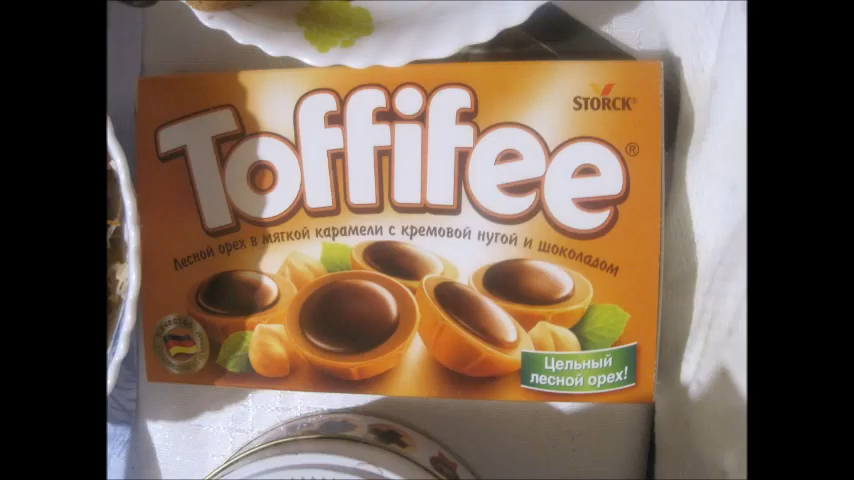 STORCK®
Toffifee®
Лесной орех в мягкой карамели с кремовой нугой и шоколадом
Цельный
лесной орех!